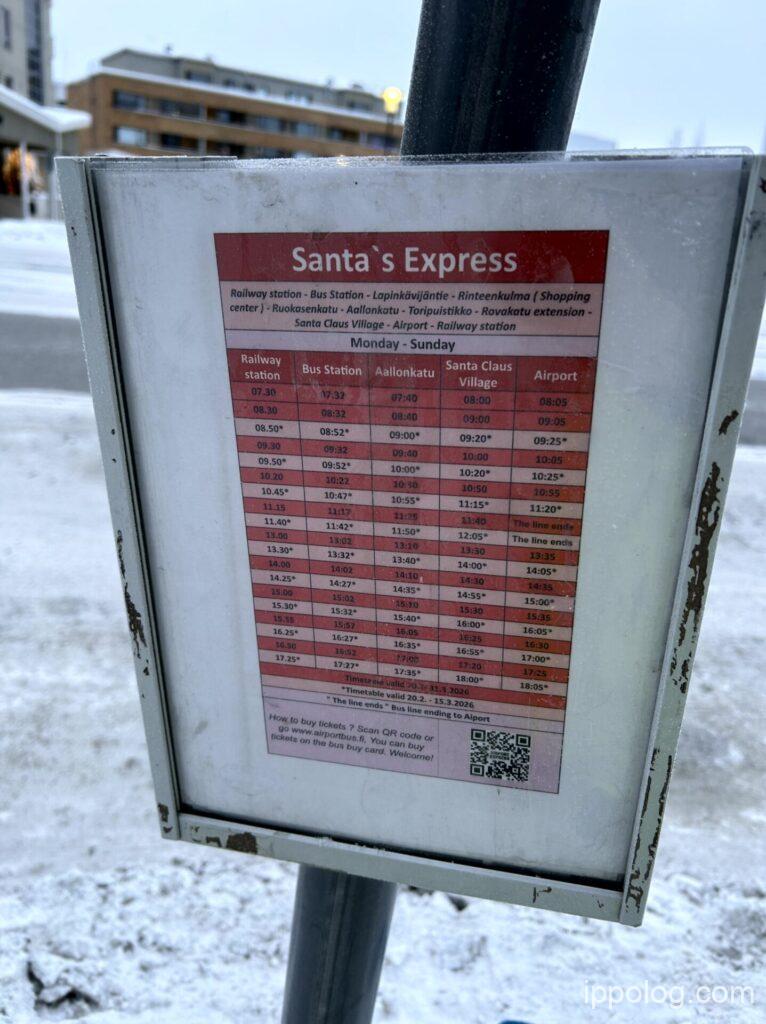 Santa`s Express
Railway station - Bus Station - Lapinkävijäntie - Rinteenkulma ( Shopping
center ) - Ruokasenkatu - Aallonkatu - Toripuistikko - Rovakatu extension -
Santa Claus Village - Airport - Railway station
Monday - Sunday
Railway station Bus Station Aallonkatu Santa Claus Village Airport
07.30 07:32 07:40 08:00 08:05
08.30 08:32 08:40 09:00 09:05
08.50* 08:52* 09:00* 09:20* 09:25*
09.30 09:32 09:40 10:00 10:05
09.50* 09:52* 10:00* 10:20* 10:25*
10.20 10:22 10:30 10:50 10:55
10.45* 10:47* 10:55* 11:15* 11:20*
11.15 11:17 11:25 11:40 The line ends
11.40* 11:42* 11:50* 12:05* The line ends
13.00 13:02 13:10 13:30 13:35
13.30* 13:32* 13:40* 14:00* 14:05*
14.00 14:02 14:10 14:30 14:35
14.25* 14:27* 14:35* 14:55* 15:00*
15.00 15:02 15:10 15:30 15:35
15.30* 15:32* 15:40* 16:00* 16:05*
15.55 15:57 16:05 16:25 16:30
16.25* 16:27* 16:35* 16:55* 17:00*
16.50 16:52 17:00 17:20 17:25
17.25* 17:27* 17:35* 18:00* 18:05*
Timetable valid 31.3.2026
*Timetable valid 20.2. - 15.3.2026
" The line ends " Bus line ending to Aiport
How to buy tickets ? Scan QR code or
go www.airportbus.fi. You can buy
tickets on the bus buy card. Welcome!
ippolog.com